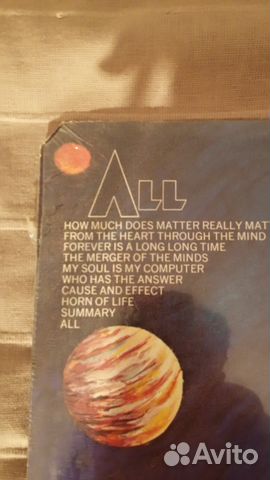 ALL
HOW MUCH DOES MATTER REALLY MATT
FROM THE HEART THROUGH THE MIND
FOREVER IS A LONG LONG TIME
THE MERGER OF THE MINDS
MY SOUL IS MY COMPUTER
WHO HAS THE ANSWER
CAUSE AND EFFECT
HORN OF LIFE
SUMMARY
ALL
Avito